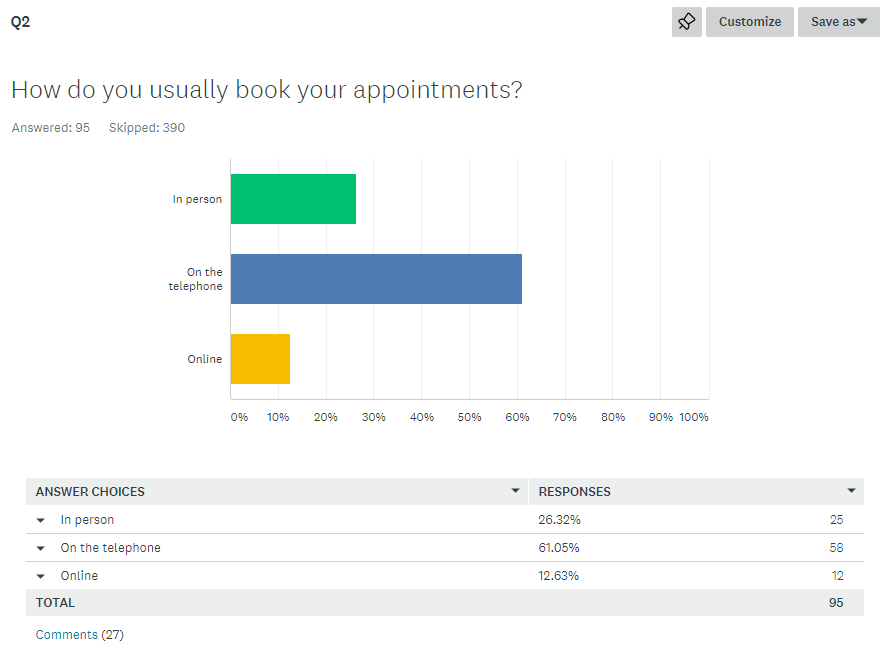 Q2
Customize
Save as
How do you usually book your appointments?
Answered: 95 Skipped: 390
In person
On the
telephone
Online
0% 10% 20% 30% 40% 50% 60% 70% 80% 90% 100%
ANSWER CHOICES RESPONSES
In person 26.32% 25
On the telephone 61.05% 58
Online 12.63% 12
TOTAL 95
Comments (27)